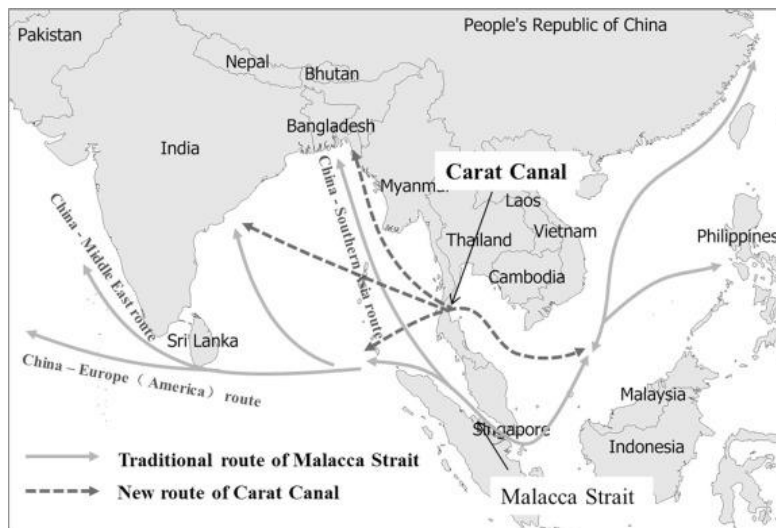 People's Republic of China
Pakistan
Nepal
Bhutan
Bangladesh
India
Carat Canal
Myanmar
Laos
Thailand
Vietnam
Philippines
Cambodia
China - Middle East route
China - Southern Asia route
Sri Lanka
China – Europe（America）route
Malaysia
Singapore
Indonesia
Traditional route of Malacca Strait
New route of Carat Canal
Malacca Strait